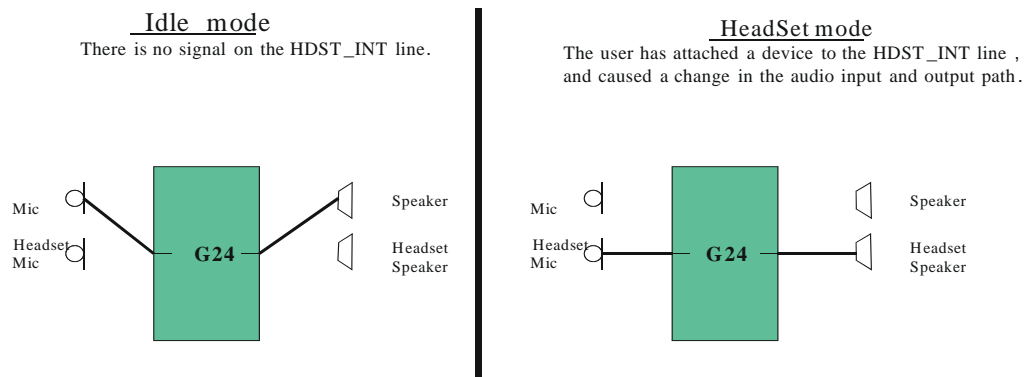 Idle mode
There is no signal on the HDST_INT line.
Mic
Headset
Mic
G24
Speaker
Headset
Speaker
HeadSet mode
The user has attached a device to the HDST_INT line ,
and caused a change in the audio input and output path.
Mic
Headset
Mic
G24
Speaker
Headset
Speaker